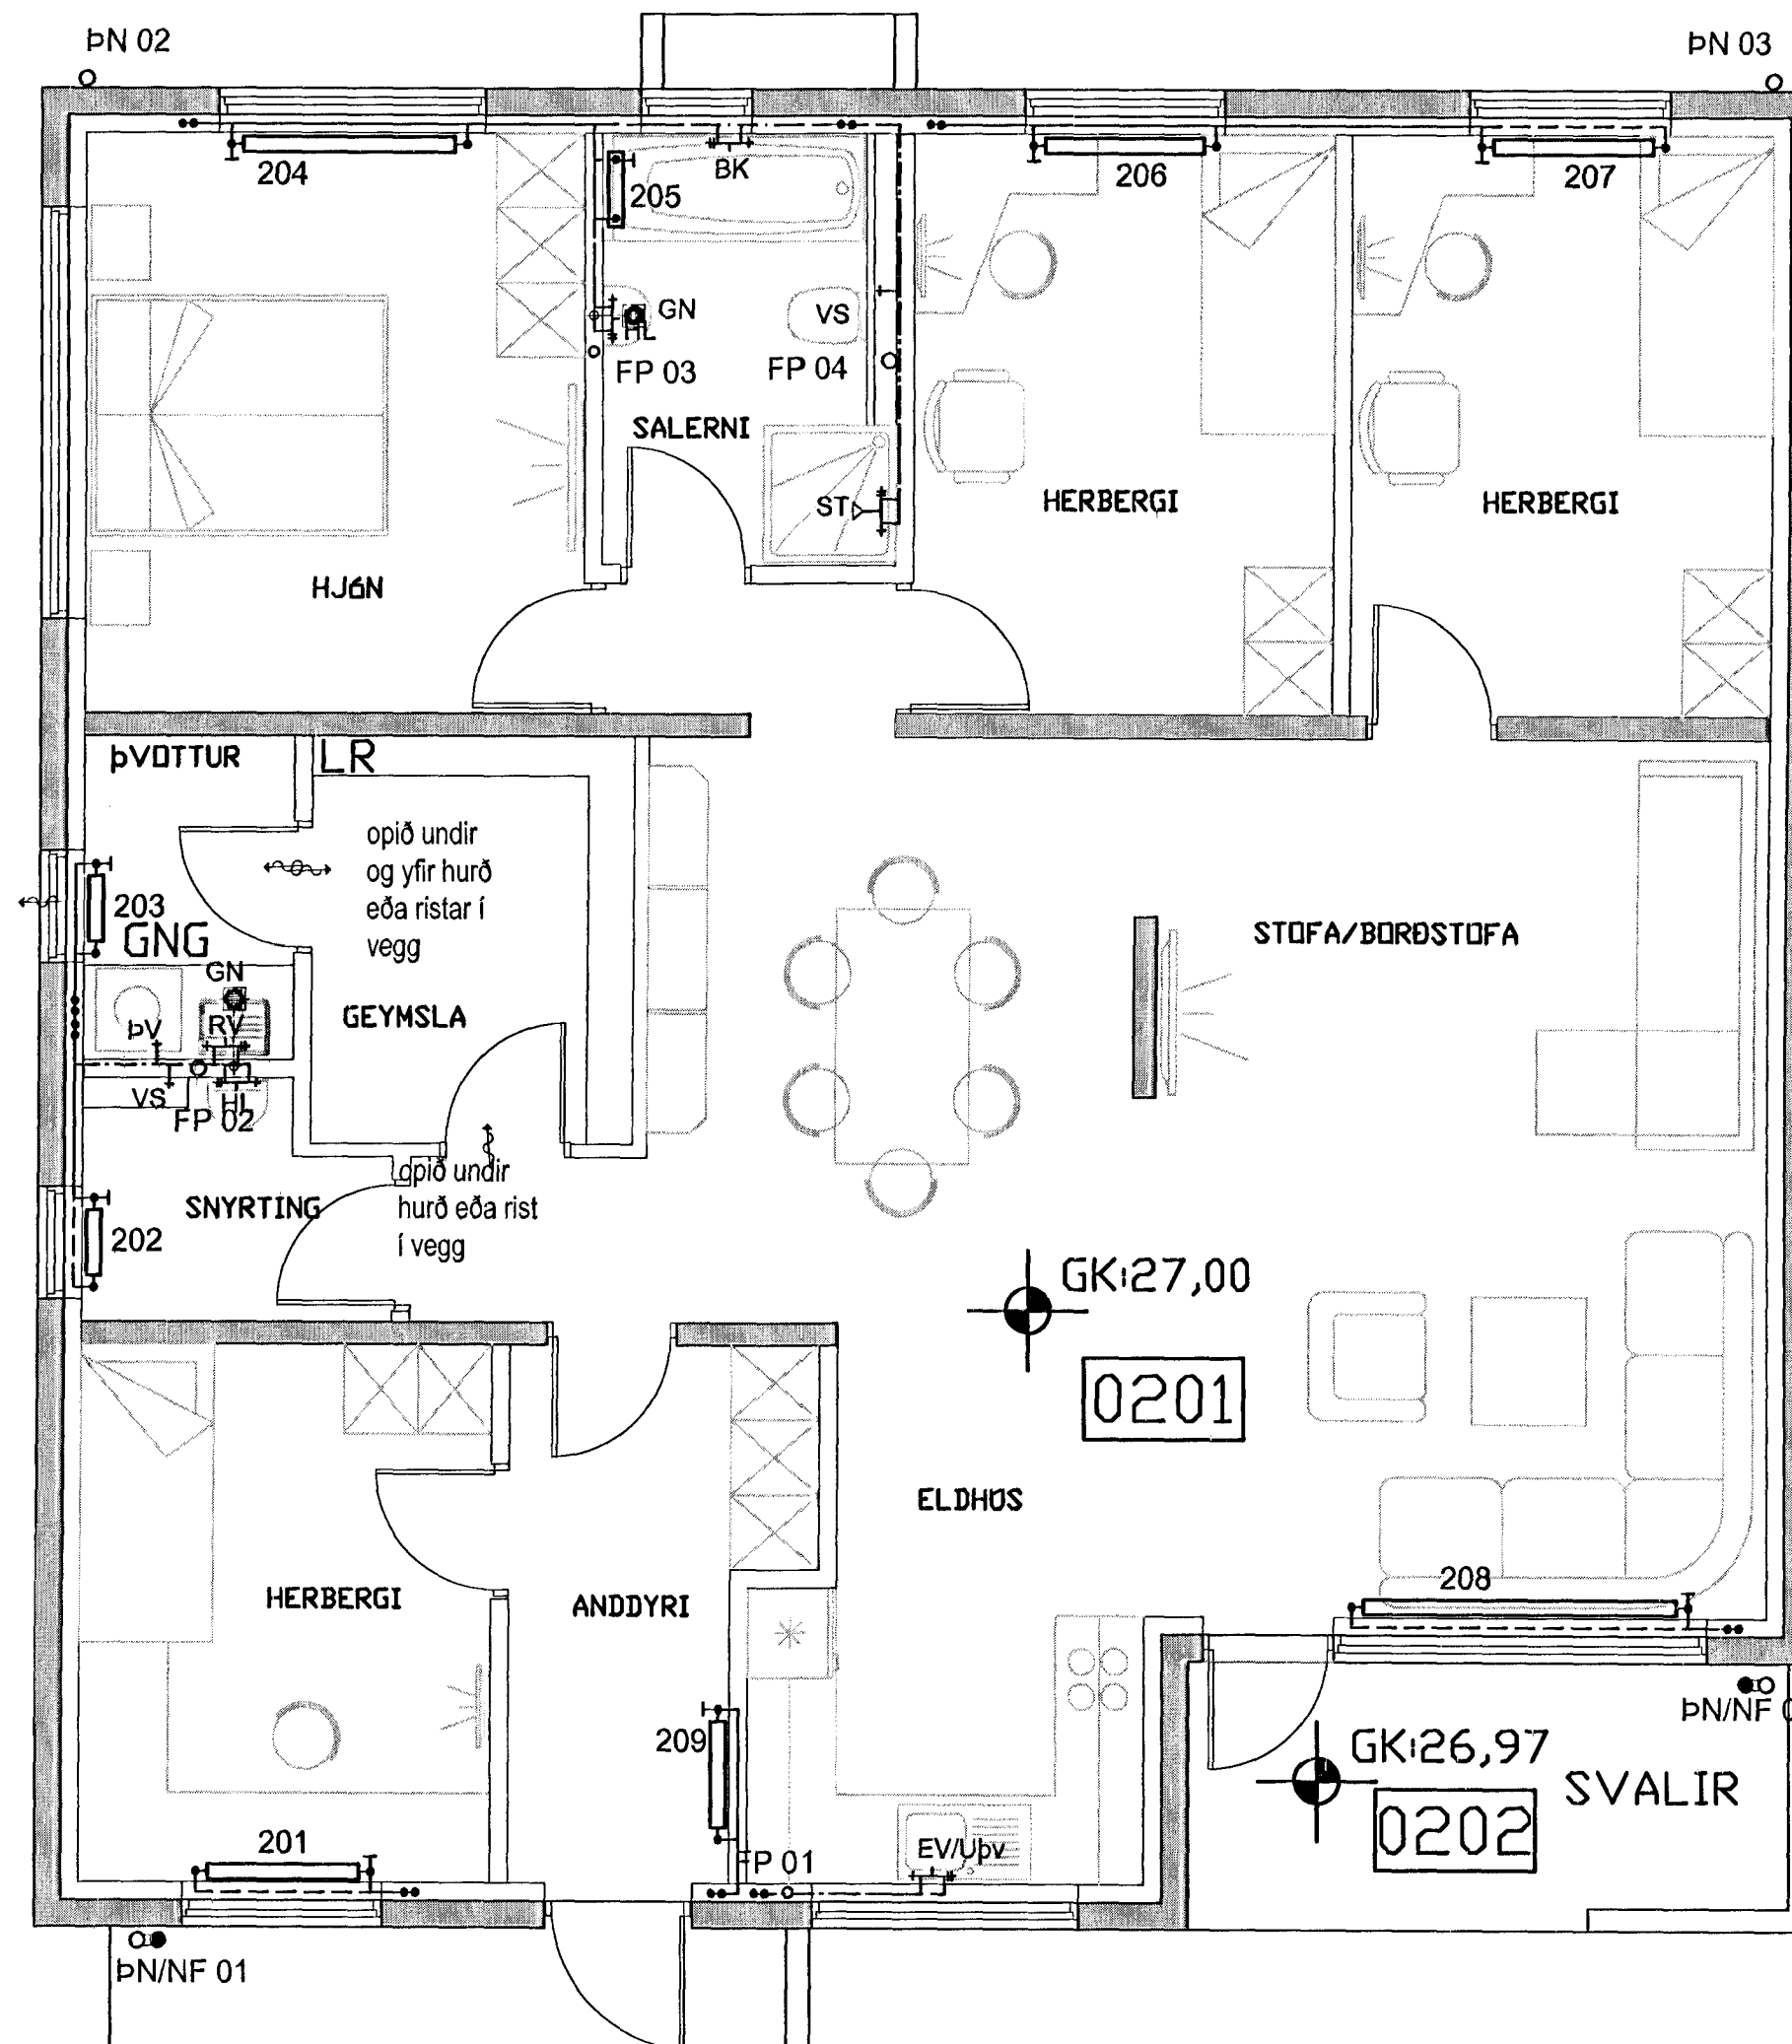 ÞN 02
ÞN 03
204
205
BK
206
207
GN
HL
VS
FP 03
FP 04
SALERNI
ST
HERBERGI
HERBERGI
HJóN
ÞVOTTUR
LR
opið undir
og yfir hurð
eða ristar í
vegg
203
GNG
GN
ÞV
RV
GEYMSLA
STOFA/BORÐSTOFA
VS
HL
FP 02
opið undir
hurð eða rist
í vegg
SNYRTING
202
GK:27,00
0201
ELDHÚS
HERBERGI
ANDDYRI
208
ÞN/NF 0
209
GK:26,97
SVALIR
0202
201
FP 01
EV/Uþv
ÞN/NF 01